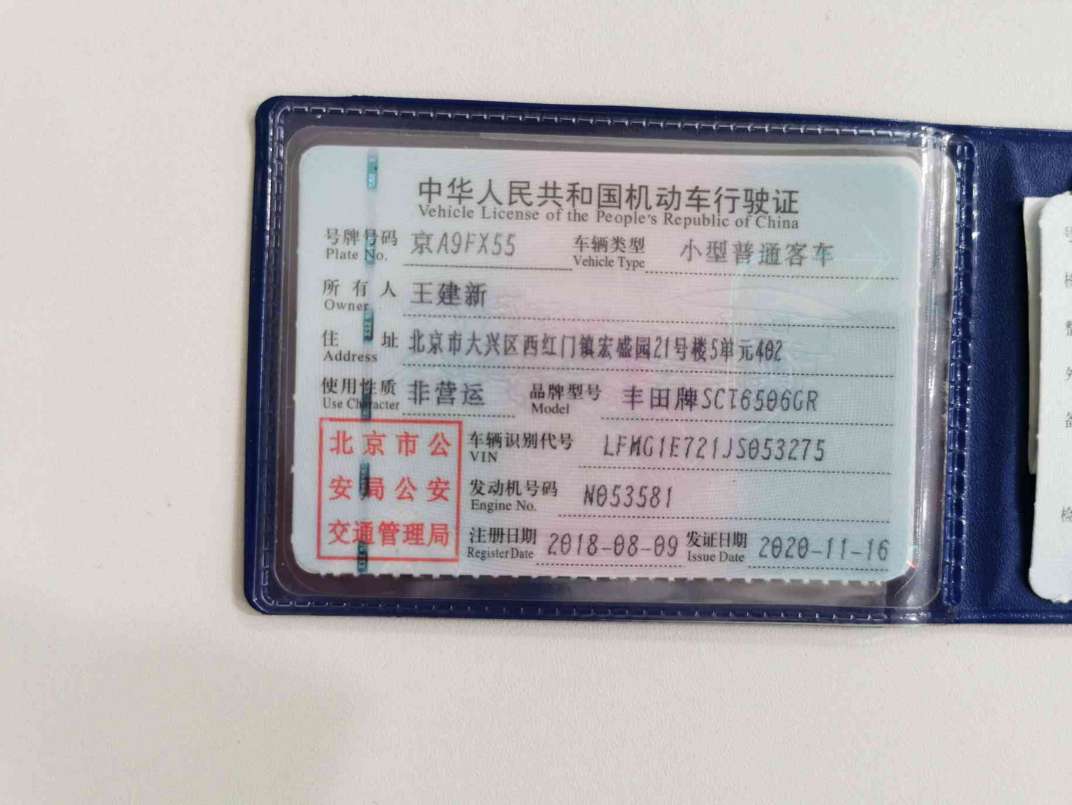 中华人民共和国机动车行驶证
Vehicle License of the People's Republic of China
号牌号码 京A9FX55 车辆类型 小型普通客车
Plate No. Vehicle Type
所有人 王建新
Owner
住址 北京市大兴区西红门镇宏盛园21号楼5单元402
Address
使用性质 非营运 品牌型号 丰田牌SCT6506GR
Use Character Model
北京市公
安局公安
交通管理局
车辆识别代号 LFMG1E721JS053275
VIN
发动机号码 N053581
Engine No.
注册日期 2018-08-09 发证日期 2020-11-16
Register Date Issue Date